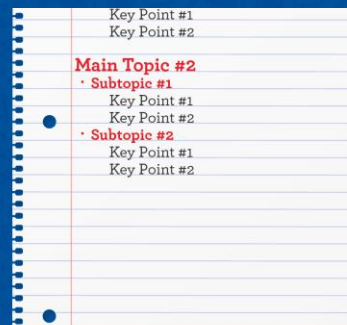 Key Point #1
Key Point #2
Main Topic #2
· Subtopic #1
Key Point #1
Key Point #2
· Subtopic #2
Key Point #1
Key Point #2